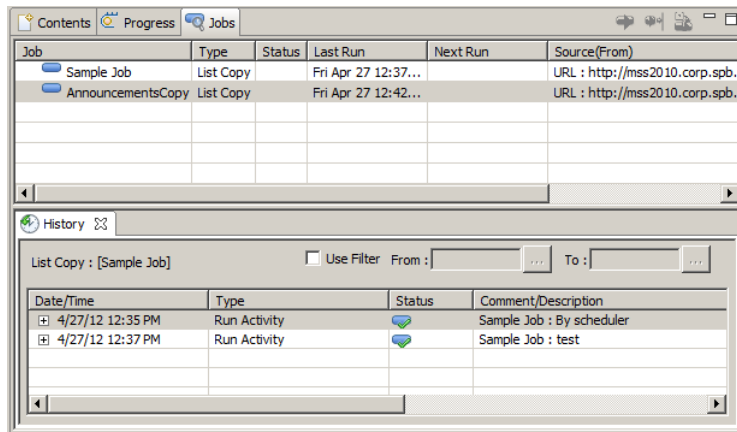 Contents Progress Jobs
Job Type Status Last Run Next Run Source(From)
Sample Job List Copy Fri Apr 27 12:37... URL : http://mss2010.corp.spb.
AnnouncementsCopy List Copy Fri Apr 27 12:42... URL : http://mss2010.corp.spb.
History
List Copy : [Sample Job] Use Filter From : ... To : ...
Date/Time Type Status Comment/Description
4/27/12 12:35 PM Run Activity Sample Job : By scheduler
4/27/12 12:37 PM Run Activity Sample Job : test